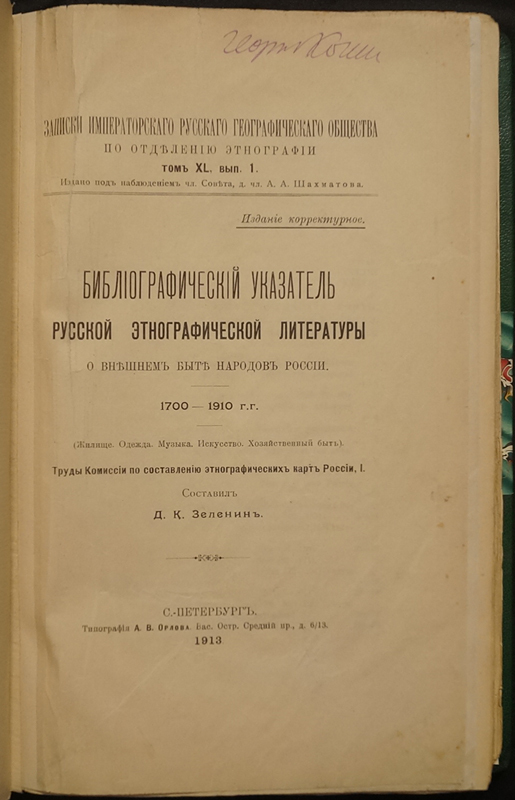 ЗАПИСКИ ИМПЕРАТОРСКАГО РУССКАГО ГЕОГРАФИЧЕСКАГО ОБЩЕСТВА
ПО ОТДѢЛЕНІЮ ЭТНОГРАФІИ
ТОМЪ XL. ВЫП. 1.
Издано подъ наблюденіемъ чл. Совѣта, д. чл. А. А. Шахматова.
Изданіе корректурное.
БИБЛІОГРАФИЧЕСКІЙ УКАЗАТЕЛЬ
РУССКОЙ ЭТНОГРАФИЧЕСКОЙ ЛИТЕРАТУРЫ
О ВНѢШНЕМЪ БЫТѢ НАРОДОВЪ РОССІИ.
1700 — 1910 г.г.
(Жилище. Одежда. Музыка. Искусство. Хозяйственный бытъ).
Труды Комиссіи по составленію этнографическихъ картъ Россіи, I.
Составилъ
Д. К. Зеленинъ.
С.-ПЕТЕРБУРГЪ.
Типографія А. В. Орлова. Вас. Остр. Средній пр., д. 6/13.
1913